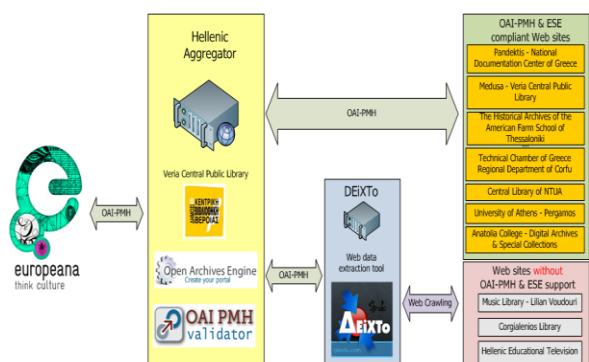 europeana
think culture
OAI-PMH
Hellenic
Aggregator
Veria Central Public Library
ΚΕΝΤΡΙΚΗ
ΒΙΒΛΙΟΘΗΚΗ
ΒΕΡΟΙΑΣ
Open Archives Engine
Create your portal
OAI PMH
validator
OAI-PMH
OAI-PMH
DEiXTo
Web data
extraction tool
ΔEiXTo
Web Crawling
OAI-PMH & ESE
compliant Web sites
Pandektis - National
Documentation Center of Greece
Medusa - Veria Central Public
Library
The Historical Archives of the
American Farm School of
Thessaloniki
Technical Chamber of Greece
Regional Department of Corfu
Central Library of NTUA
University of Athens - Pergamos
Anatolia College - Digital Archives
& Special Collections
Web sites without
OAI-PMH & ESE support
Music Library - Lilian Voudouri
Corgialenios Library
Hellenic Educational Television